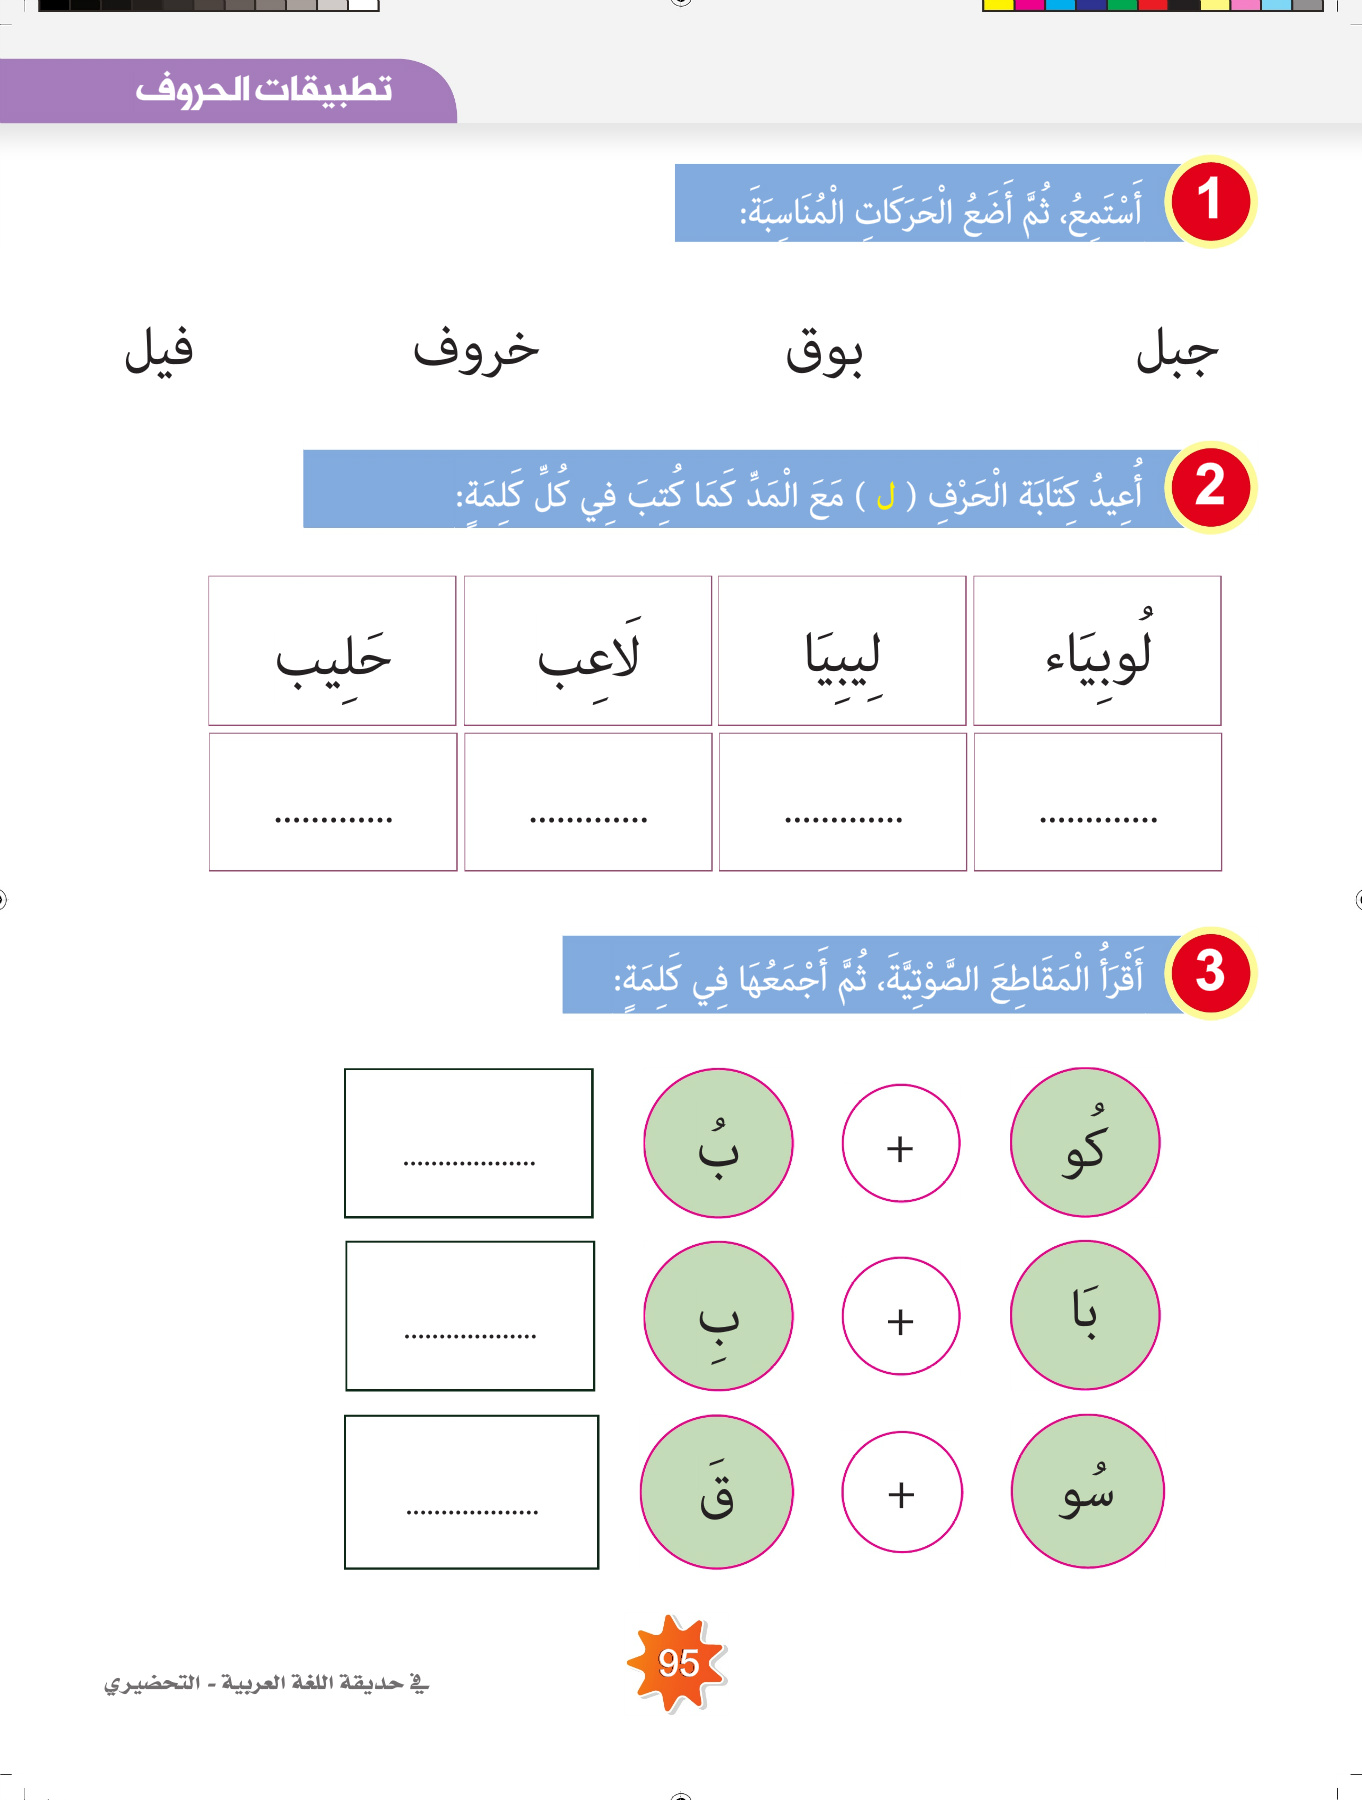 تطبيقات الحروف
1 أَسْتَمِعُ، ثُمَّ أَضَعُ الْحَرَكَاتِ الْمُنَاسِبَةَ:
جبل بوق خروف فيل
2 أُعِيدُ كِتَابَة الْحَرْفِ ( ل ) مَعَ الْمَدِّ كَمَا كُتِبَ فِي كُلِّ كَلِمَةٍ:
لُوبِيَاء لِيبِيَا لَاعِب حَلِيب
............. ............. ............. .............
3 أَقْرَأُ الْمَقَاطِعَ الصَّوْتِيَّةَ، ثُمَّ أَجْمَعُهَا فِي كَلِمَةٍ:
كُو + بُ ...................
بَا + بِ ...................
سُو + قَ ...................
95
في حديقة اللغة العربية - التحضيري